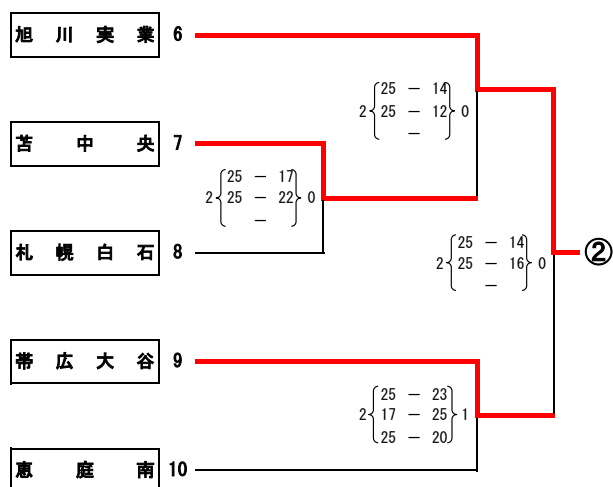 旭川実業 6
25 － 14
2 25 － 12 0
－
苫中央 7
25 － 17
2 25 － 22 0
－
札幌白石 8
25 － 14
2 25 － 16 0
－
②
帯広大谷 9
25 － 23
2 17 － 25 1
25 － 20
恵庭南 10